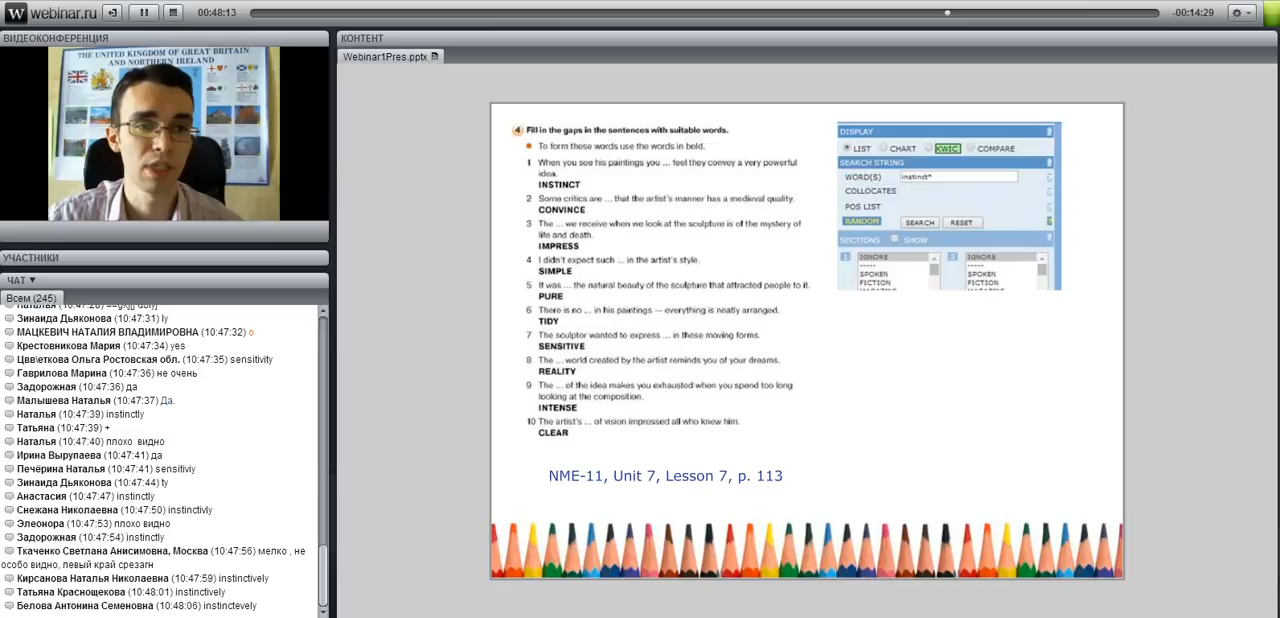 webinar.ru
00:48:13
-00:14:29
ВИДЕОКОНФЕРЕНЦИЯ
THE UNITED KINGDOM OF GREAT BRITAIN
AND NORTHERN IRELAND
УЧАСТНИКИ
ЧАТ
Всем (245)
Зинаида Дьяконова (10:47:31) ly
МАЦКЕВИЧ НАТАЛИЯ ВЛАДИМИРОВНА (10:47:32) о
Крестовникова Мария (10:47:34) yes
Цввіеткова Ольга Ростовская обл. (10:47:35) sensitivity
Гаврилова Марина (10:47:36) не очень
Задорожная (10:47:36) да
Малышева Наталья (10:47:37) Да.
Наталья (10:47:39) instinctly
Татьяна (10:47:39) +
Наталья (10:47:40) плохо видно
Ирина Вырупаева (10:47:41) да
Печёрина Наталья (10:47:41) sensitiviy
Зинаида Дьяконова (10:47:44) ty
Анастасия (10:47:47) instinctly
Снежана Николаевна (10:47:50) instinctivly
Элеонора (10:47:53) плохо видно
Задорожная (10:47:54) instinctly
Ткаченко Светлана Анисимовна, Москва (10:47:56) мелко , не
особо видно, левый край срезагн
Кирсанова Наталья Николаевна (10:47:59) instinctively
Татьяна Краснощекова (10:48:01) instinctively
Белова Антонина Семеновна (10:48:06) instinctevely
КОНТЕНТ
Webinar1Pres.pptx
4 Fill in the gaps in the sentences with suitable words.
• To form these words use the words in bold.
1 When you see his paintings you ... feel they convey a very powerful
idea.
INSTINCT
2 Some critics are ... that the artist's manner has a medieval quality.
CONVINCE
3 The ... we receive when we look at the sculpture is of the mystery of
life and death.
IMPRESS
4 I didn't expect such ... in the artist's style.
SIMPLE
5 It was ... the natural beauty of the sculpture that attracted people to it.
PURE
6 There is no ... in his paintings — everything is neatly arranged.
TIDY
7 The sculptor wanted to express ... in these moving forms.
SENSITIVE
8 The ... world created by the artist reminds you of your dreams.
REALITY
9 The ... of the idea makes you exhausted when you spend too long
looking at the composition.
INTENSE
10 The artist's ... of vision impressed all who knew him.
CLEAR
NME-11, Unit 7, Lesson 7, p. 113
DISPLAY
LIST CHART KWIC COMPARE
SEARCH STRING
WORD(S) instinct*
COLLOCATES
POS LIST
RANDOM SEARCH RESET
SECTIONS SHOW
1 IGNORE 2 IGNORE
----- -----
SPOKEN SPOKEN
FICTION FICTION